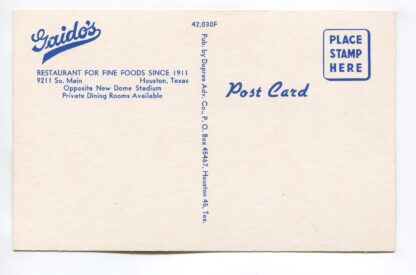 Gaido's
RESTAURANT FOR FINE FOODS SINCE 1911
9211 So. Main Houston, Texas
Opposite New Dome Stadium
Private Dining Rooms Available
42,030F
Pub. by Dupree Adv. Co., P. O. Box 45467, Houston 45, Tex.
Post Card
PLACE
STAMP
HERE